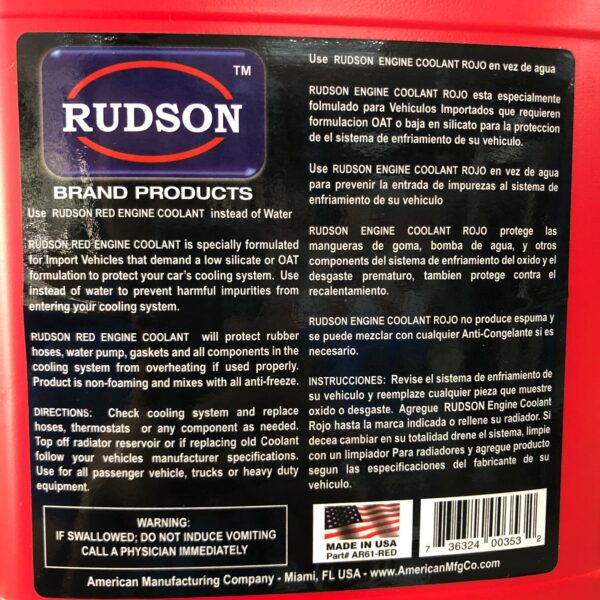 RUDSON
TM
BRAND PRODUCTS
Use RUDSON RED ENGINE COOLANT instead of Water
RUDSON RED ENGINE COOLANT is specially formulated
for Import Vehicles that demand a low silicate or OAT
formulation to protect your car's cooling system. Use
instead of water to prevent harmful impurities from
entering your cooling system.
RUDSON RED ENGINE COOLANT will protect rubber
hoses, water pump, gaskets and all components in the
cooling system from overheating if used properly.
Product is non-foaming and mixes with all anti-freeze.
DIRECTIONS: Check cooling system and replace
hoses, thermostats or any component as needed.
Top off radiator reservoir or if replacing old Coolant
follow your vehicles manufacturer specifications.
Use for all passenger vehicle, trucks or heavy duty
equipment.
WARNING:
IF SWALLOWED; DO NOT INDUCE VOMITING
CALL A PHYSICIAN IMMEDIATELY
Use RUDSON ENGINE COOLANT ROJO en vez de agua
RUDSON ENGINE COOLANT ROJO esta especialmente
folmulado para Vehiculos Importados que requieren
formulacion OAT o baja en silicato para la proteccion
de el sistema de enfriamiento de su vehiculo.
Use RUDSON ENGINE COOLANT ROJO en vez de agua
para prevenir la entrada de impurezas al sistema de
enfriamiento de su vehiculo
RUDSON ENGINE COOLANT ROJO protege las
mangueras de goma, bomba de agua, y otros
components del sistema de enfriamiento del oxido y el
desgaste prematuro, tambien protege contra el
recalentamiento.
RUDSON ENGINE COOLANT ROJO no produce espuma y
se puede mezclar con cualquier Anti-Congelante si es
necesario.
INSTRUCCIONES: Revise el sistema de enfriamiento de
su vehiculo y reemplaze cualquier pieza que muestre
oxido o desgaste. Agregue RUDSON Engine Coolant
Rojo hasta la marca indicada o rellene su radiador. Si
decea cambiar en su totalidad drene el sistema, limpie
con un limpiador Para radiadores y agregue producto
segun las especificaciones del fabricante de su
vehiculo.
MADE IN USA
Part# AR61-RED
7 36324 00353 2
American Manufacturing Company - Miami, FL USA - www.AmericanMfgCo.com